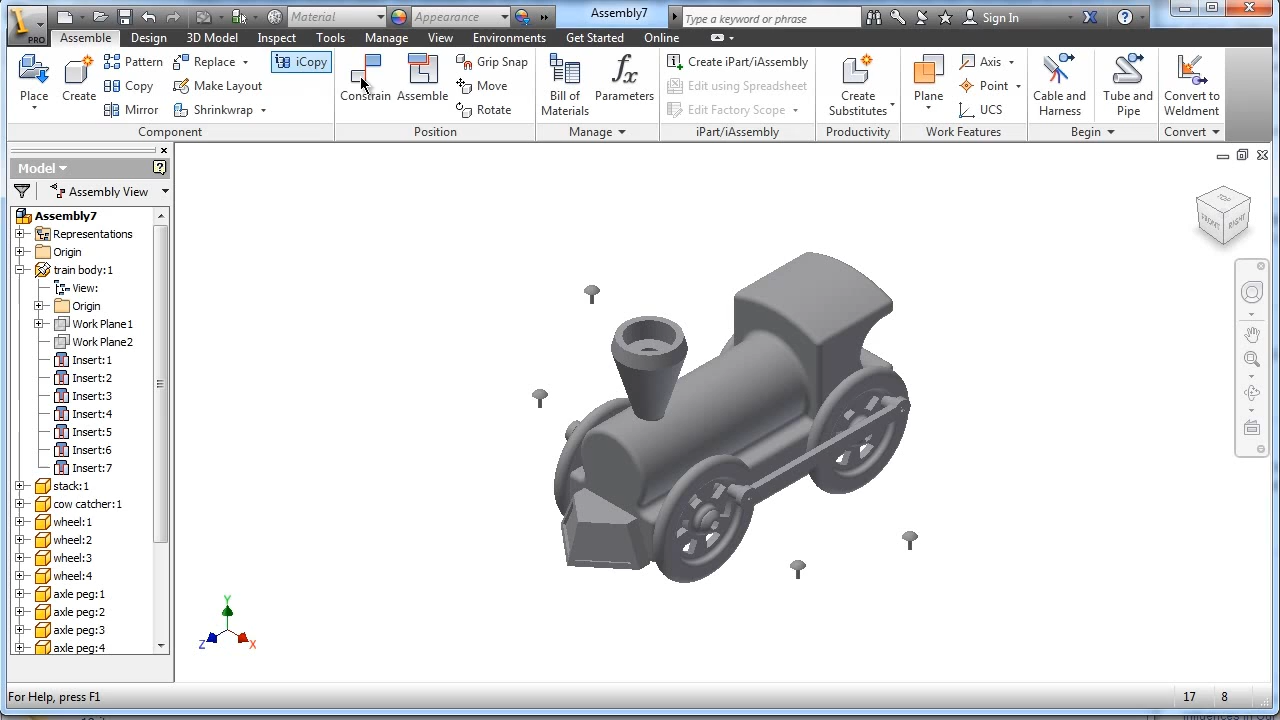 Material
Appearance
Assembly7
Type a keyword or phrase
Sign In
PRO
Assemble Design 3D Model Inspect Tools Manage View Environments Get Started Online
Place
Create
Pattern
Copy
Mirror
Replace
Make Layout
Shrinkwrap
iCopy
Constrain
Assemble
Grip Snap
Move
Rotate
Bill of
Materials
Parameters
Create iPart/iAssembly
Edit using Spreadsheet
Edit Factory Scope
Create
Substitutes
Plane
Axis
Point
UCS
Cable and
Harness
Tube and
Pipe
Convert to
Weldment
Component
Position
Manage
iPart/iAssembly
Productivity
Work Features
Begin
Convert
Model
Assembly View
Assembly7
Representations
Origin
train body:1
View:
Origin
Work Plane1
Work Plane2
Insert:1
Insert:2
Insert:3
Insert:4
Insert:5
Insert:6
Insert:7
stack:1
cow catcher:1
wheel:1
wheel:2
wheel:3
wheel:4
axle peg:1
axle peg:2
axle peg:3
axle peg:4
TOP
FRONT
RIGHT
Y
Z
X
For Help, press F1
17
8